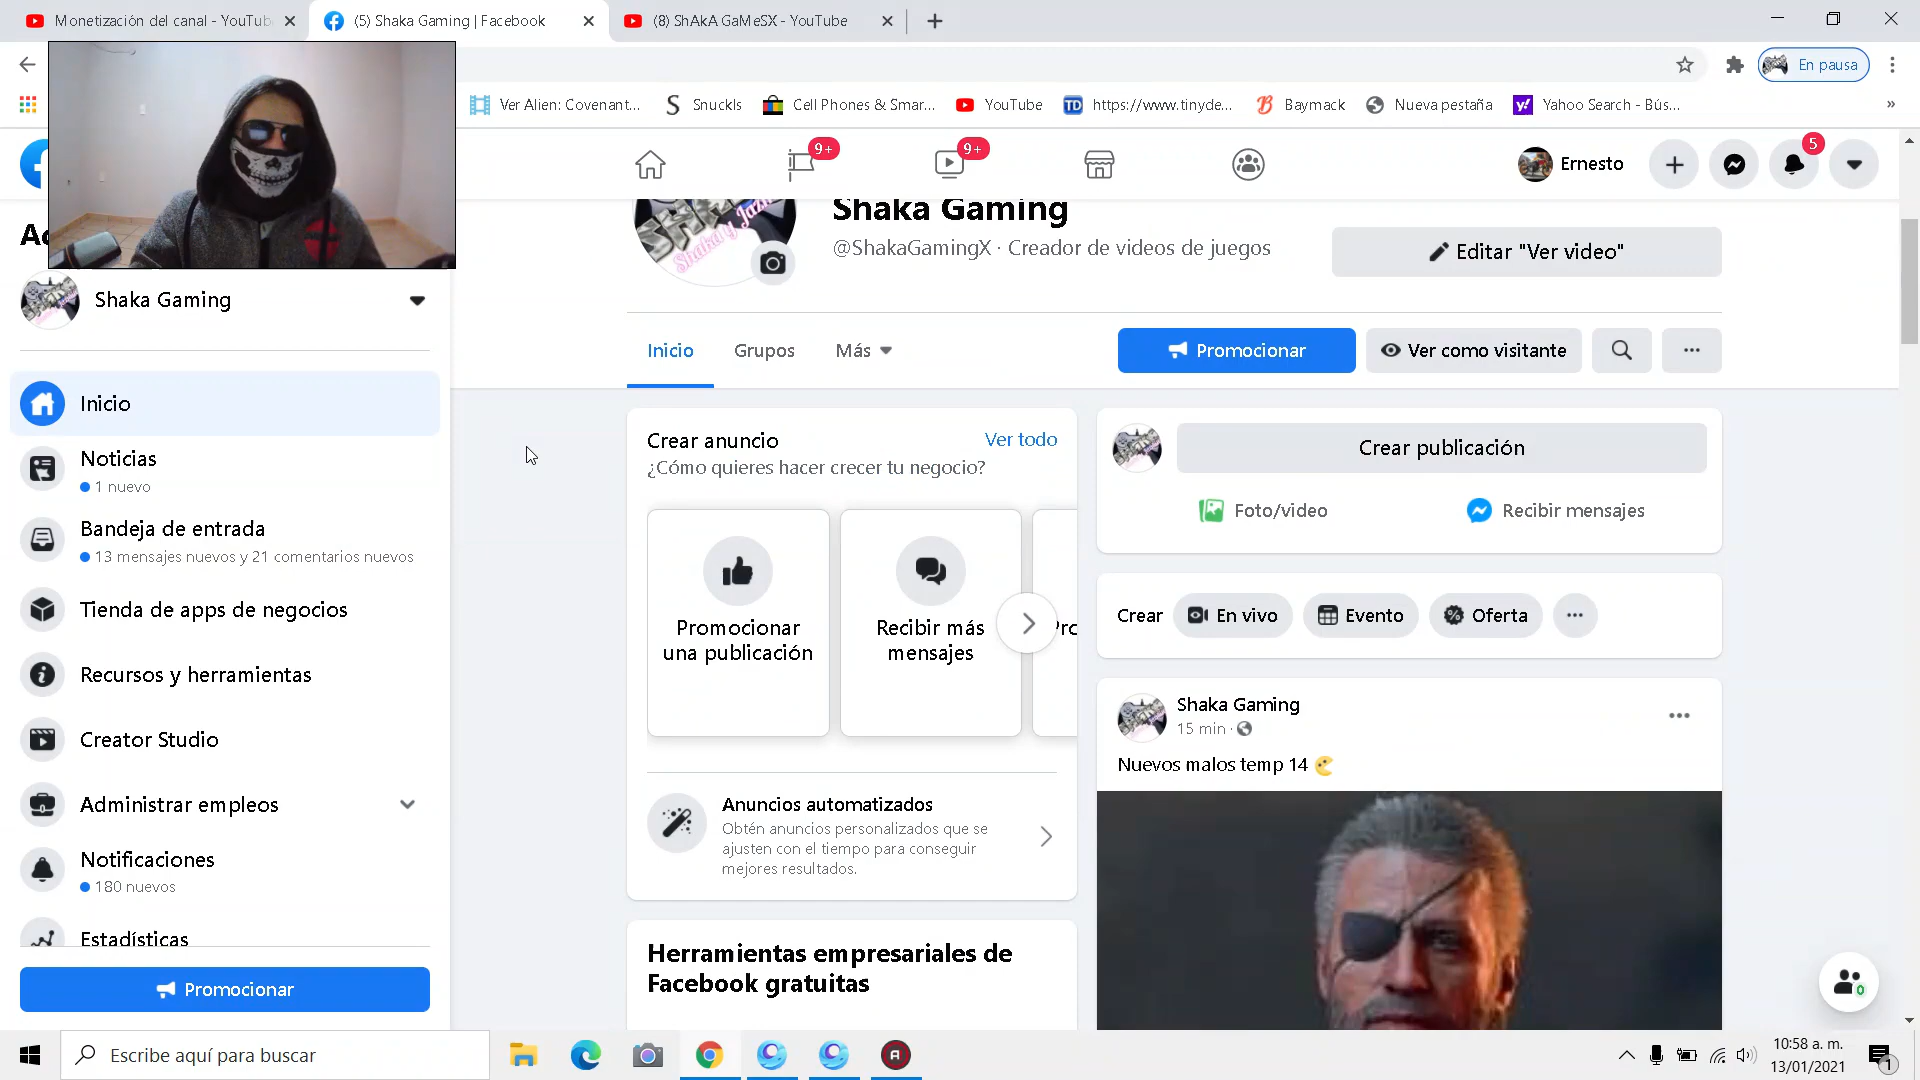 Monetización del canal - YouTub
(5) Shaka Gaming | Facebook
(8) ShAkA GaMeSX - YouTube
En pausa
Ver Alien: Covenant...
Snuckls
Cell Phones & Smar...
YouTube
https://www.tinyde...
Baymack
Nueva pestaña
Yahoo Search - Bús...
9+
9+
Ernesto
5
Shaka Gaming
@ShakaGamingX · Creador de videos de juegos
Editar "Ver video"
Shaka Gaming
Inicio
Grupos
Más
Promocionar
Ver como visitante
Inicio
Noticias
1 nuevo
Bandeja de entrada
13 mensajes nuevos y 21 comentarios nuevos
Tienda de apps de negocios
Recursos y herramientas
Creator Studio
Administrar empleos
Notificaciones
180 nuevos
Estadísticas
Promocionar
Crear anuncio
Ver todo
¿Cómo quieres hacer crecer tu negocio?
Promocionar
una publicación
Recibir más
mensajes
Anuncios automatizados
Obtén anuncios personalizados que se
ajusten con el tiempo para conseguir
mejores resultados.
Herramientas empresariales de
Facebook gratuitas
Crear publicación
Foto/video
Recibir mensajes
Crear
En vivo
Evento
Oferta
Shaka Gaming
15 min ·
Nuevos malos temp 14
0
Escribe aquí para buscar
10:58 a. m.
13/01/2021
1